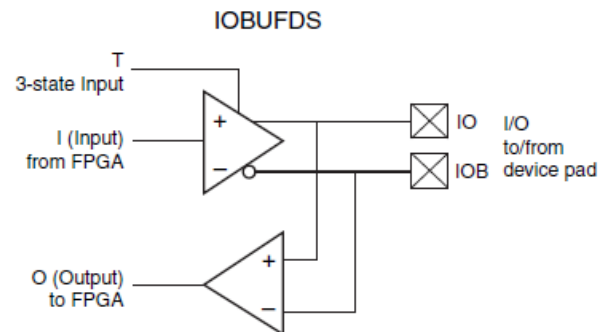 IOBUFDS
T
3-state Input
I (Input)
from FPGA
+
–
IO
IOB
I/O
to/from
device pad
O (Output)
to FPGA
+
–